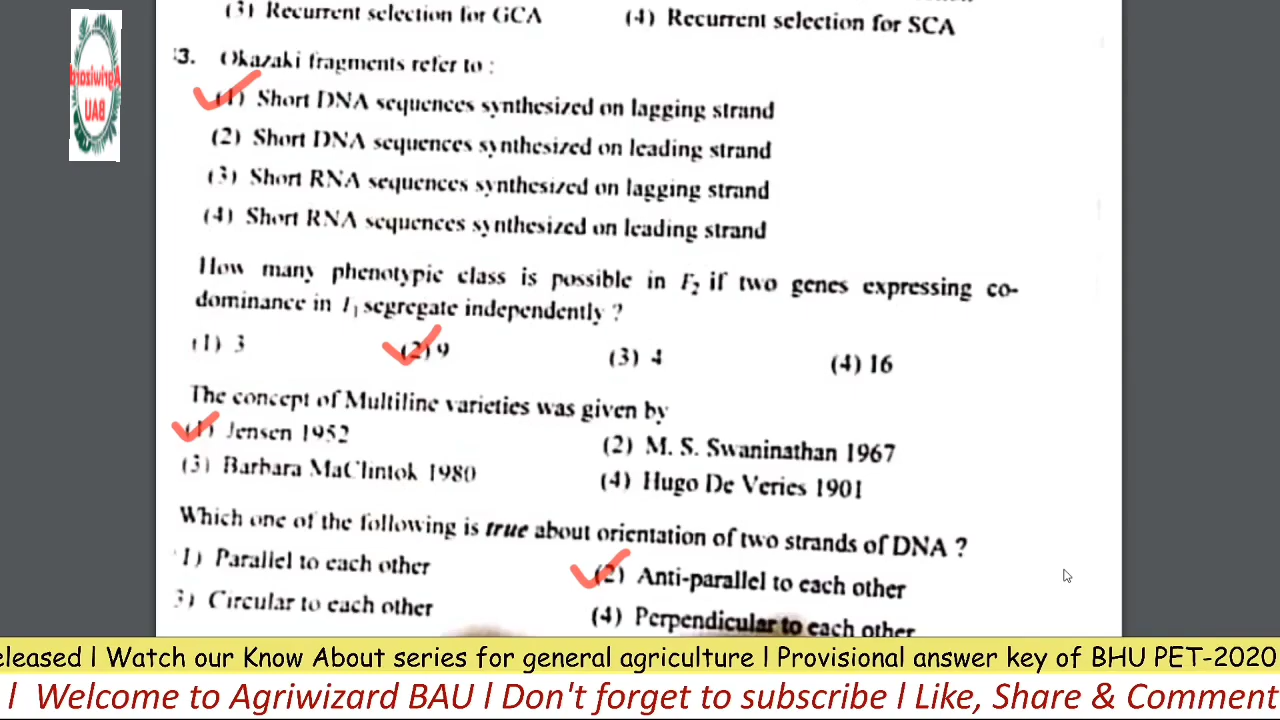 (3) Recurrent selection for GCA (4) Recurrent selection for SCA
3. Okazaki fragments refer to :
(1) Short DNA sequences synthesized on lagging strand
(2) Short DNA sequences synthesized on leading strand
(3) Short RNA sequences synthesized on lagging strand
(4) Short RNA sequences synthesized on leading strand
How many phenotypic class is possible in F2 if two genes expressing co-
dominance in F1 segregate independently ?
(1) 3 (2) 9 (3) 4 (4) 16
The concept of Multiline varieties was given by
(1) Jensen 1952 (2) M. S. Swaninathan 1967
(3) Barbara MaClintok 1980 (4) Hugo De Veries 1901
Which one of the following is true about orientation of two strands of DNA ?
1) Parallel to each other (2) Anti-parallel to each other
3) Circular to each other (4) Perpendicular to each other
Agriwizard
BAU
eleased l Watch our Know About series for general agriculture l Provisional answer key of BHU PET-2020
l Welcome to Agriwizard BAU l Don't forget to subscribe l Like, Share & Comment